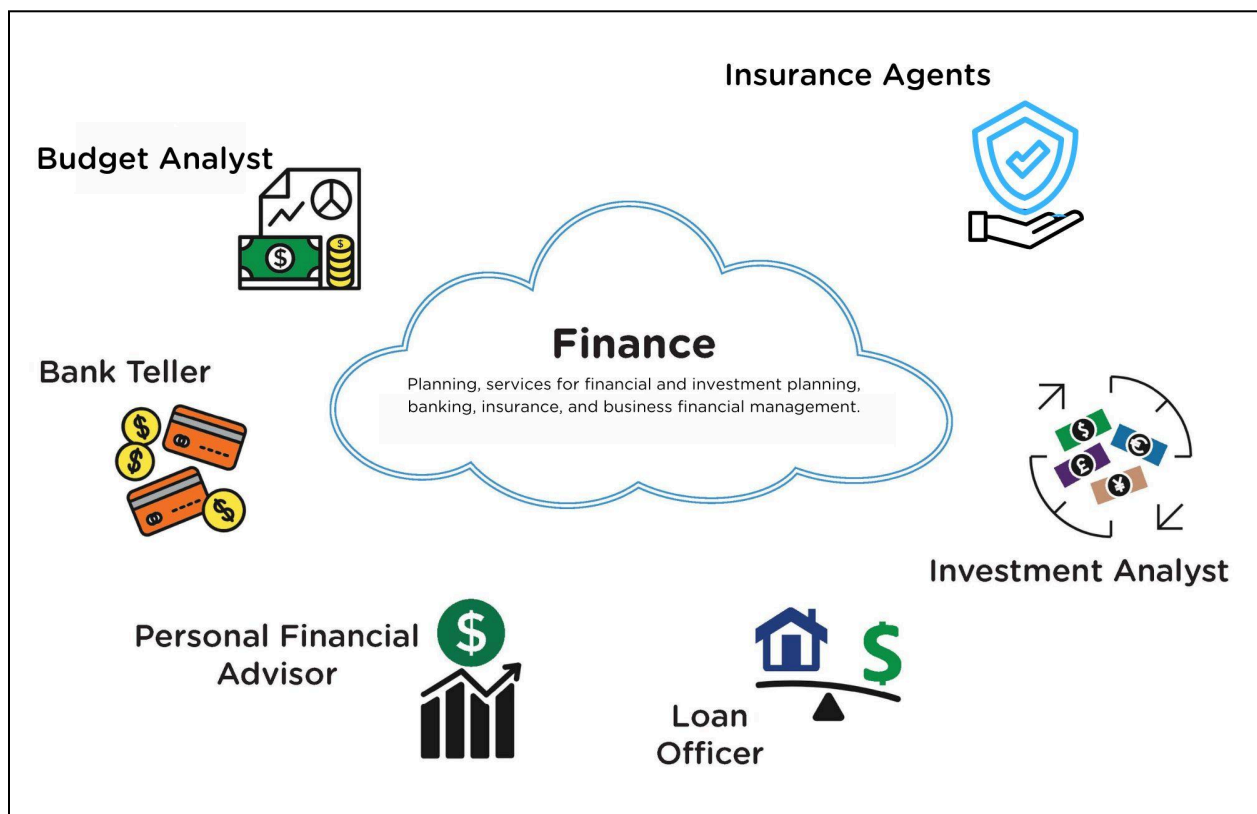 Insurance Agents
Budget Analyst
$
$
Finance
Planning, services for financial and investment planning,
banking, insurance, and business financial management.
Bank Teller
$
$
$
$
£
¥
Investment Analyst
Personal Financial
Advisor
$
$
Loan
Officer